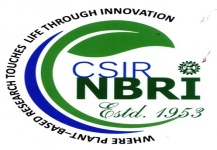 WHERE PLANT-BASED RESEARCH TOUCHES LIFE THROUGH INNOVATION
CSIR
NBRI
Estd. 1953